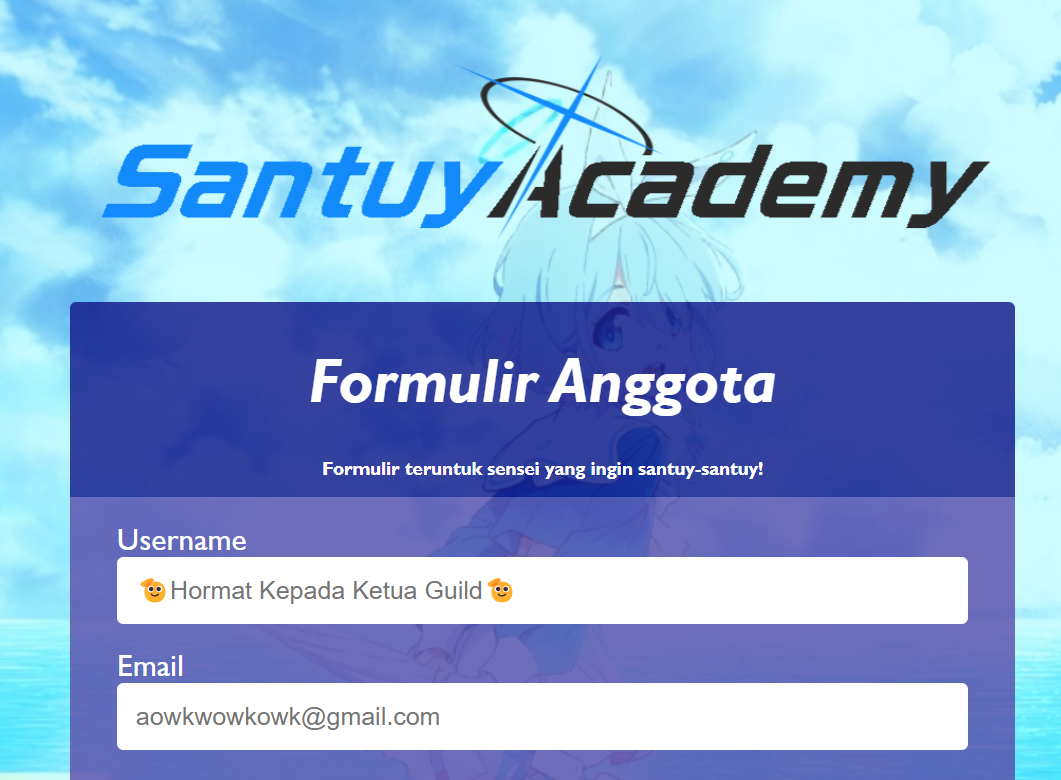 SantuyAcademy
Formulir Anggota
Formulir teruntuk sensei yang ingin santuy-santuy!
Username
🫡Hormat Kepada Ketua Guild🫡
Email
aowkwowkowk@gmail.com